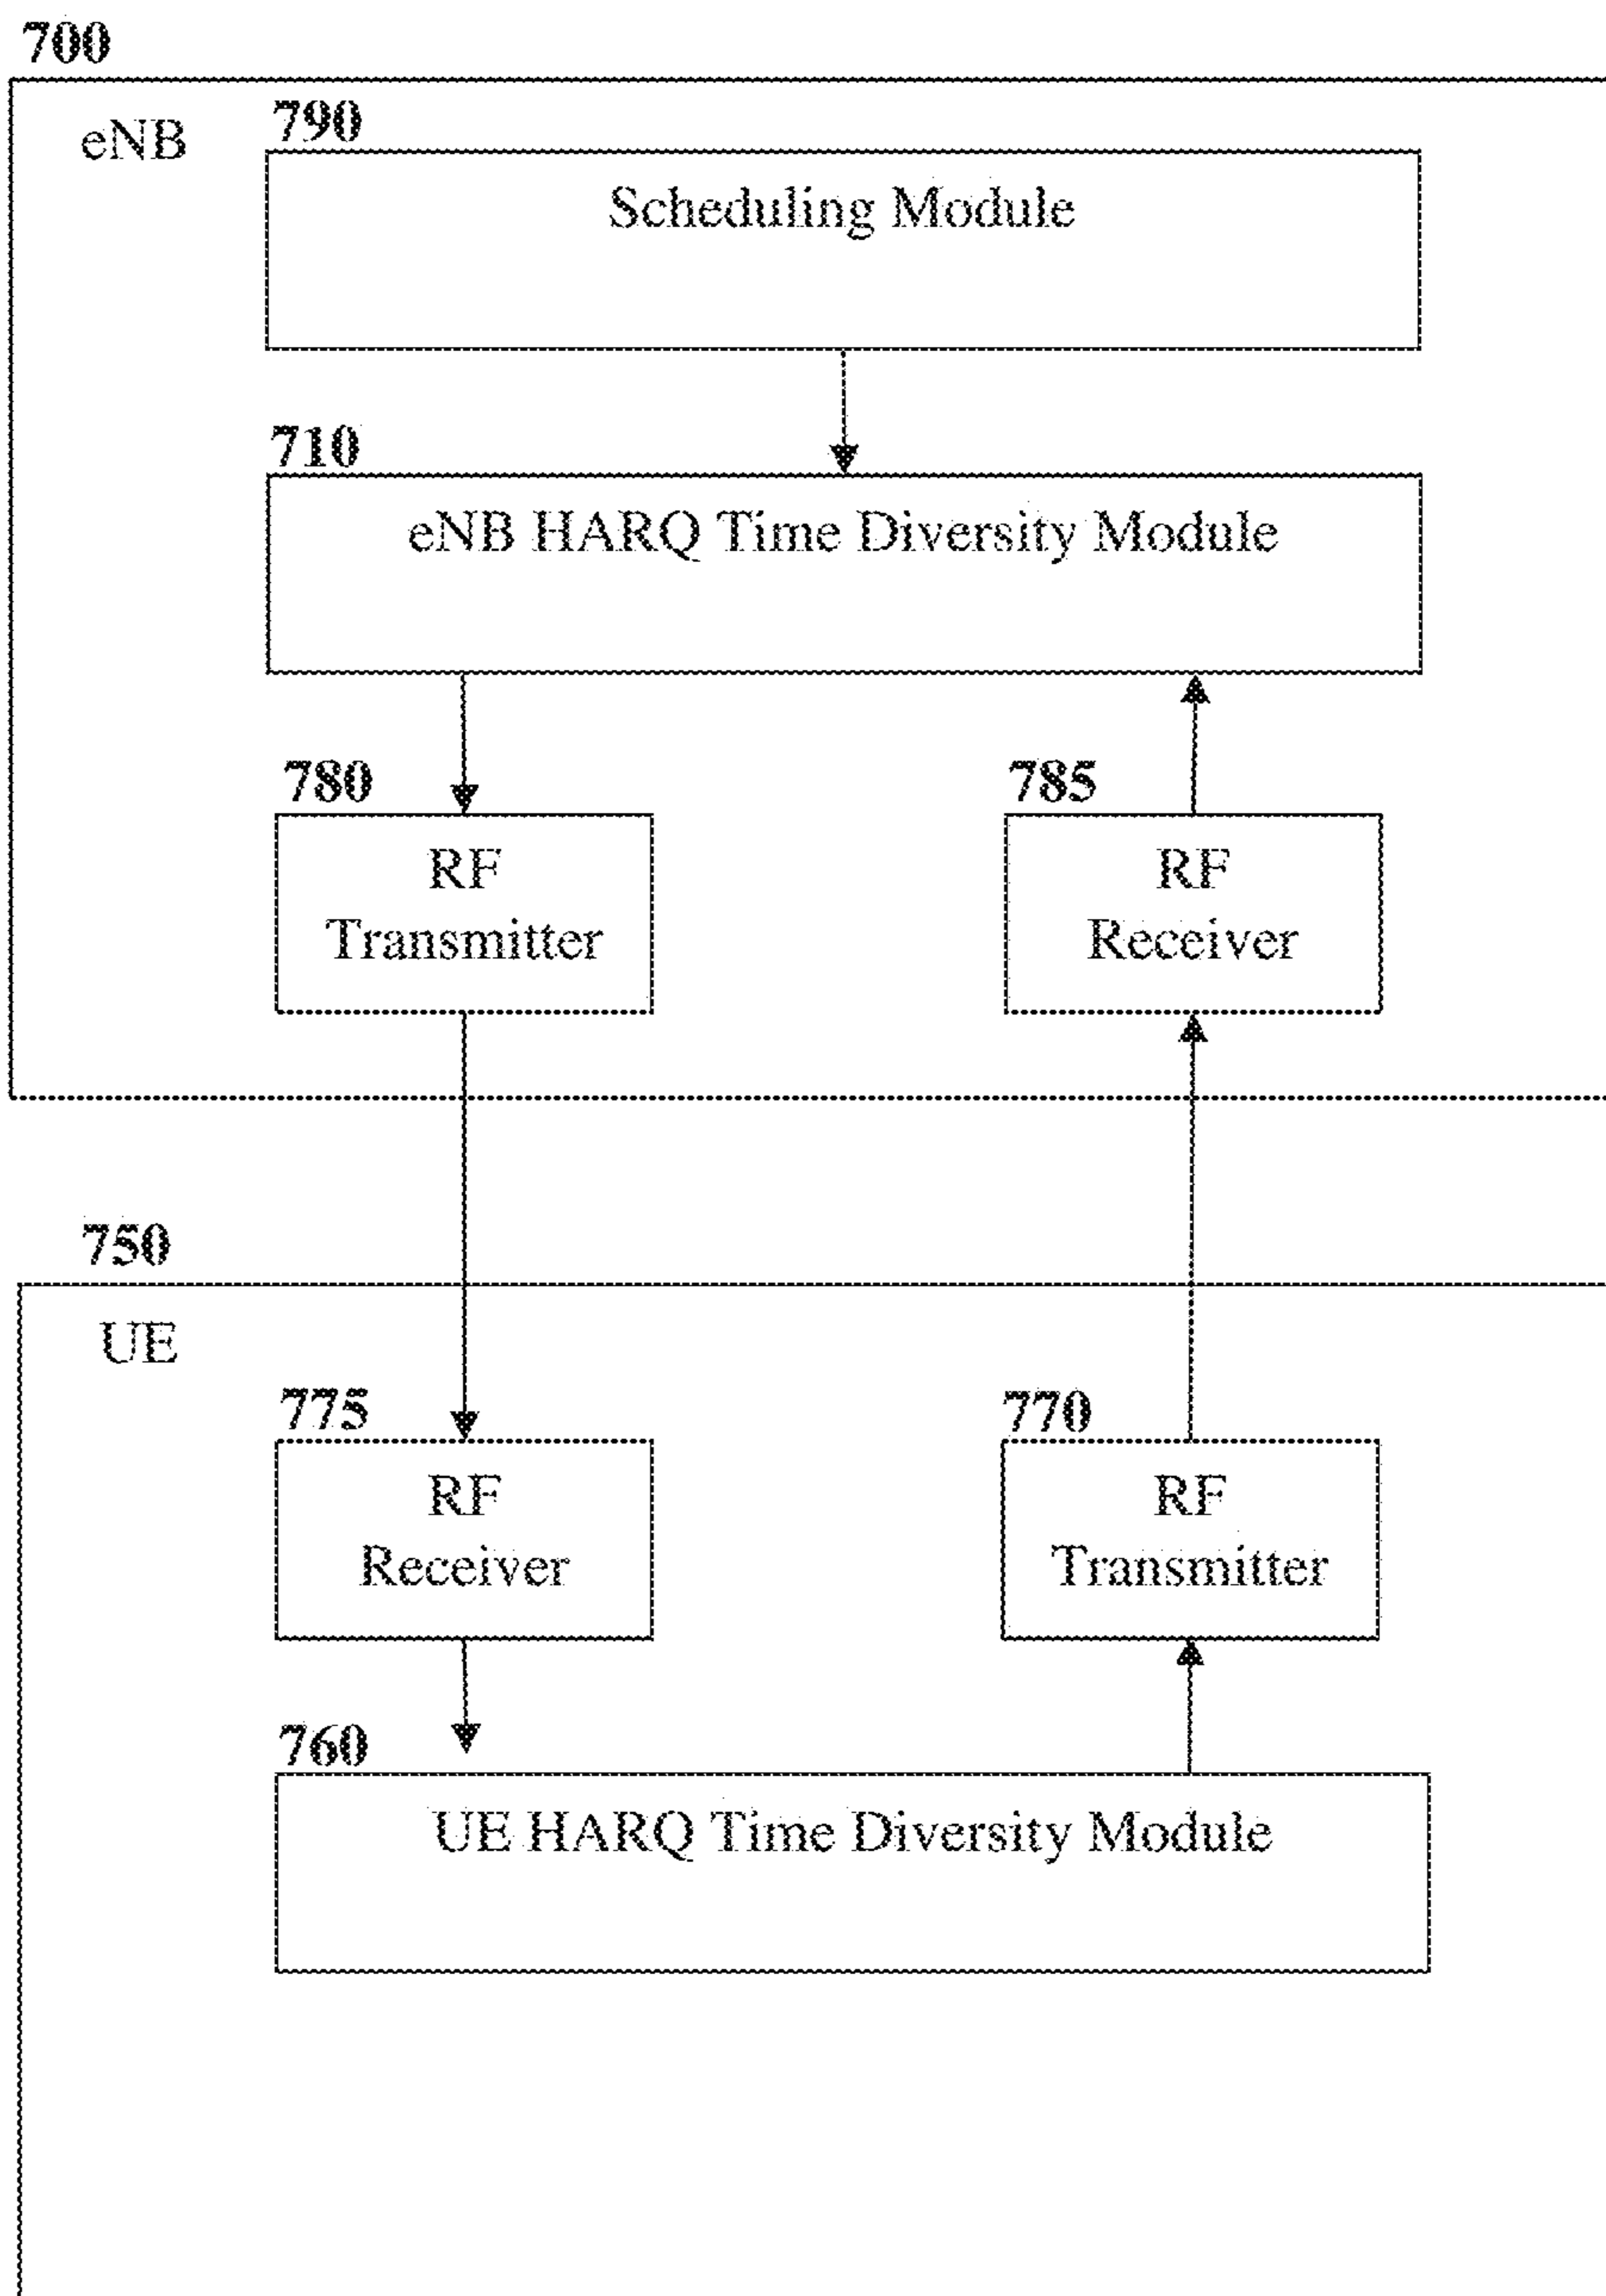 700
eNB
790
Scheduling Module
710
eNB HARQ Time Diversity Module
780
785
RF
Transmitter
RF
Receiver
750
UE
775
770
RF
Receiver
RF
Transmitter
760
UE HARQ Time Diversity Module